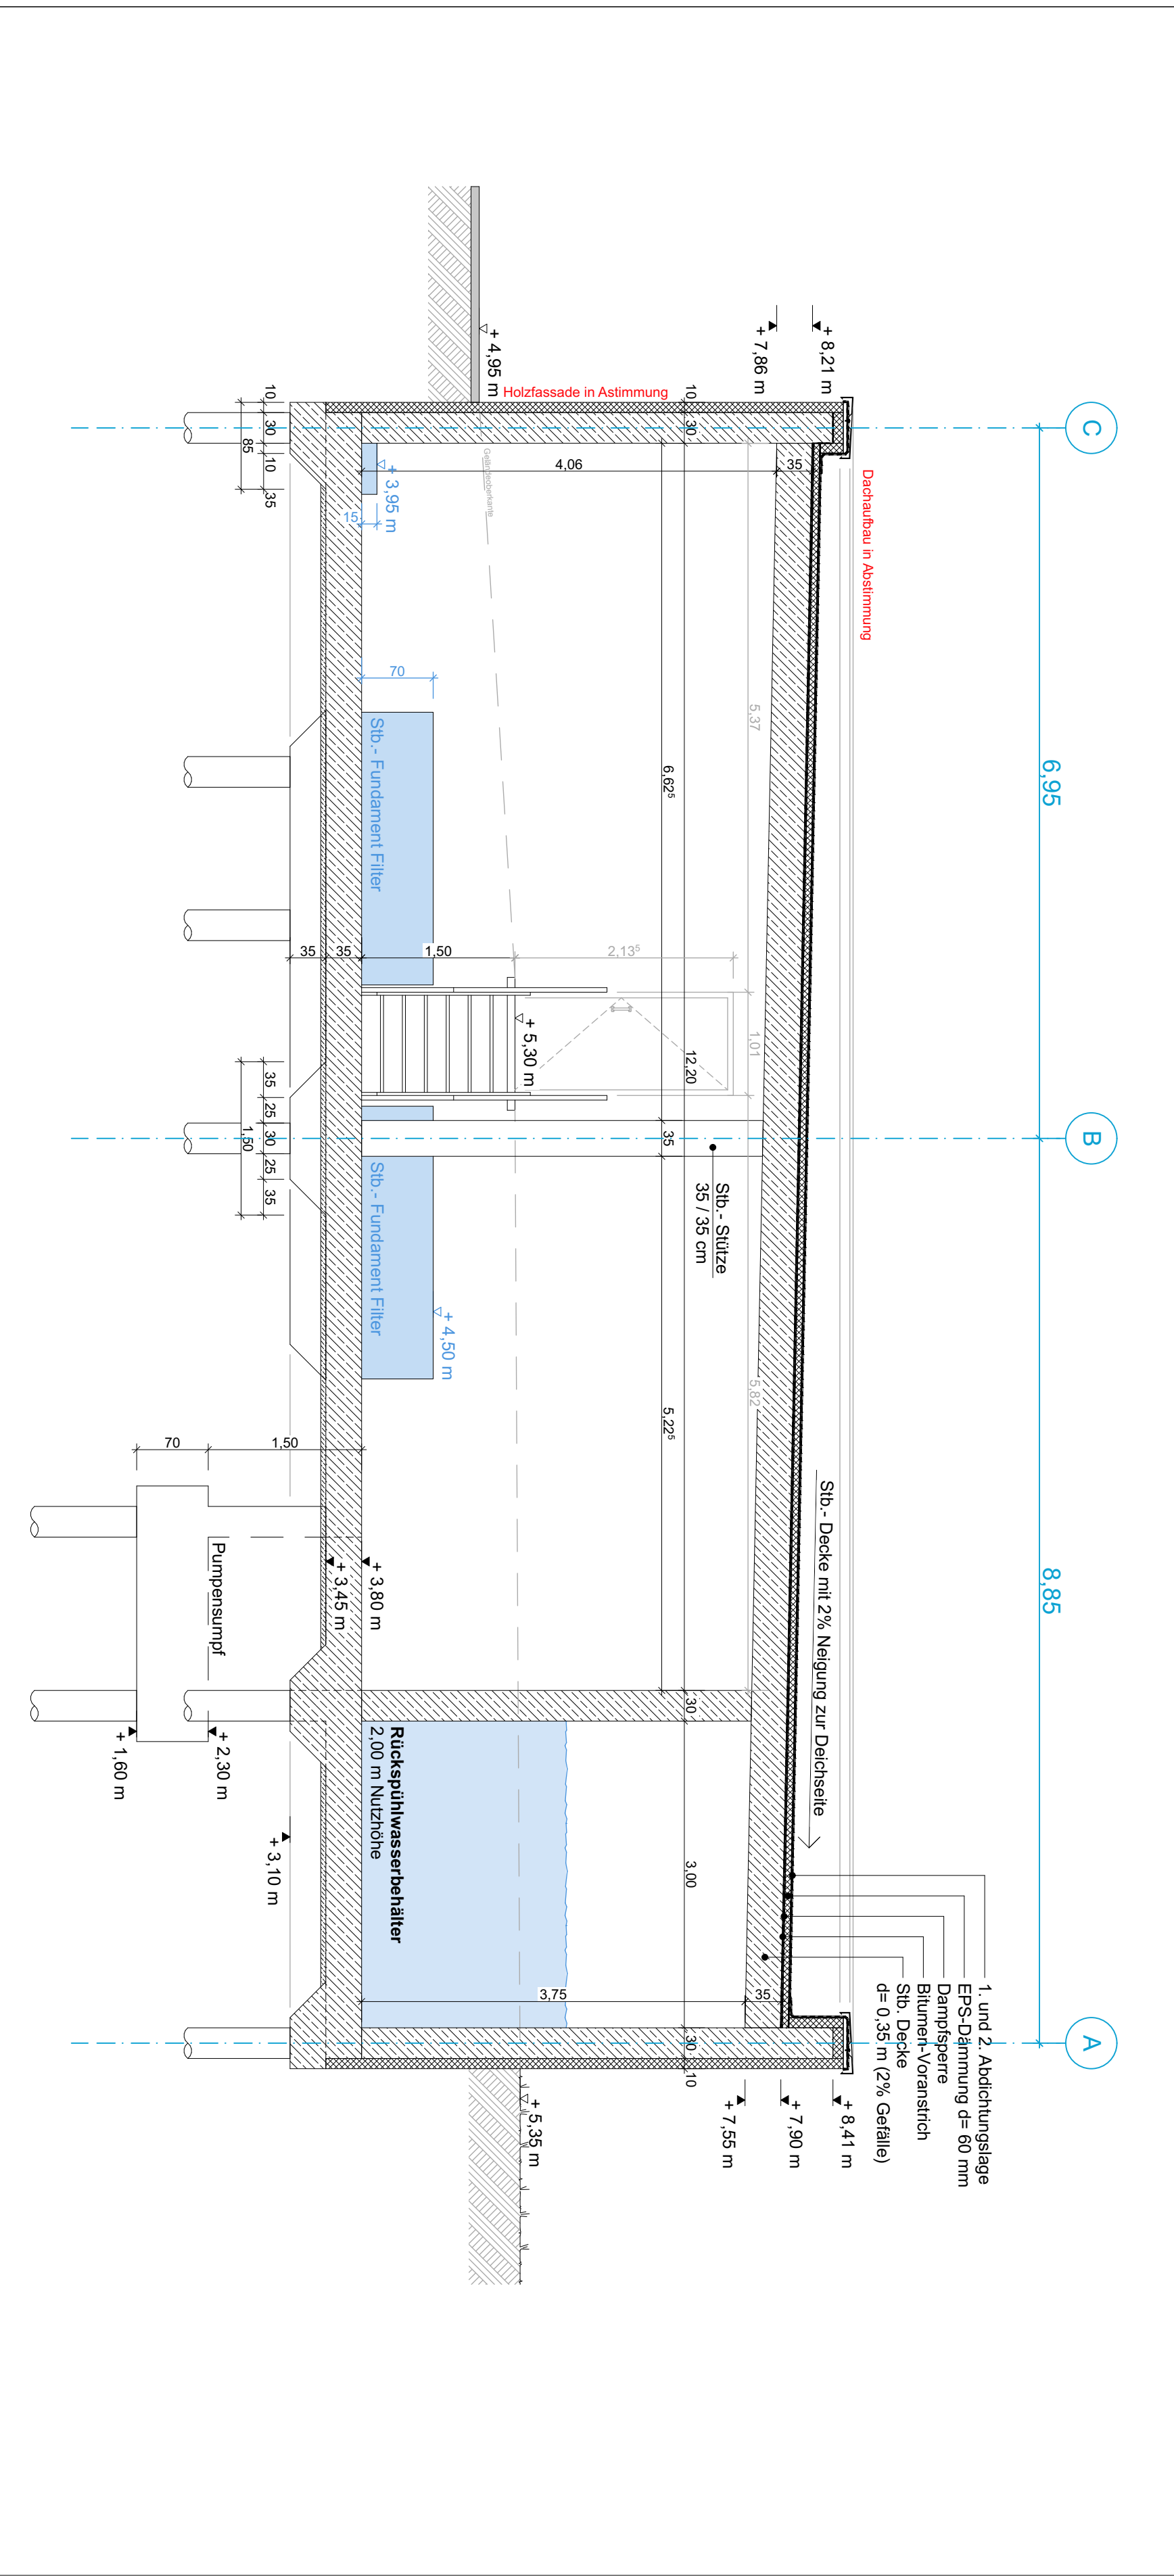 C
B
A
6,95
8,85
1. und 2. Abdichtungslage
EPS-Dämmung d= 60 mm
Dampfsperre
Bitumen-Voranstrich
Stb. Decke
d= 0,35 m (2% Gefälle)
Dachaufbau in Abstimmung
Stb.- Decke mit 2% Neigung zur Deichseite
+ 8,21 m
+ 7,86 m
+ 8,41 m
+ 7,90 m
+ 7,55 m
35
35
5,37
1,01
5,82
Stb.- Stütze
35 / 35 cm
10
30
12,20
30
3,00
30
10
6,62⁵
35
5,22⁵
Holzfassade in Astimmung
4,06
2,13⁵
3,75
+ 4,95 m
Geländeoberkante
+ 5,30 m
+ 5,35 m
1,50
+ 4,50 m
+ 3,95 m
15
70
Stb.- Fundament Filter
Stb.- Fundament Filter
Rückspühlwasserbehälter
2,00 m Nutzhöhe
+ 3,80 m
+ 3,45 m
35
35
1,50
70
10
30
10
35
85
35
25
30
25
35
1,50
+ 3,10 m
Pumpensumpf
+ 2,30 m
+ 1,60 m